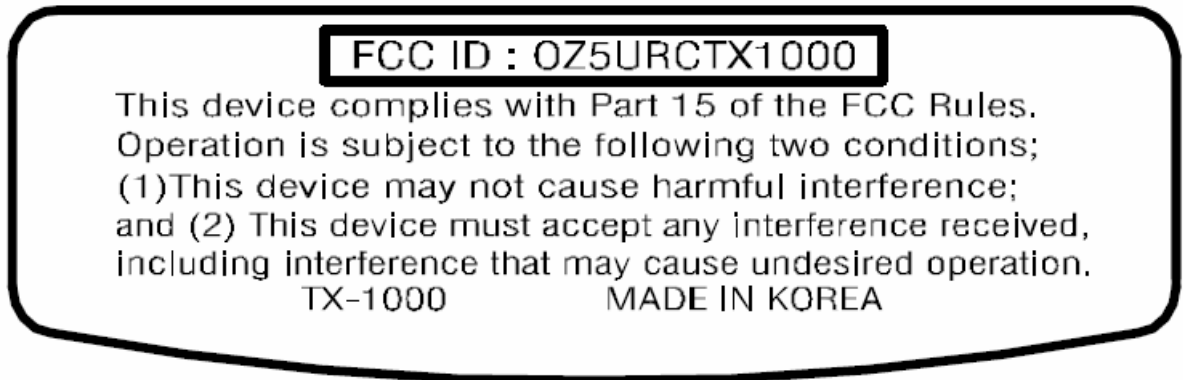 FCC ID : OZ5URCTX1000
This device complies with Part 15 of the FCC Rules.
Operation is subject to the following two conditions;
(1)This device may not cause harmful interference;
and (2) This device must accept any interference received,
including interference that may cause undesired operation.
TX-1000 MADE IN KOREA